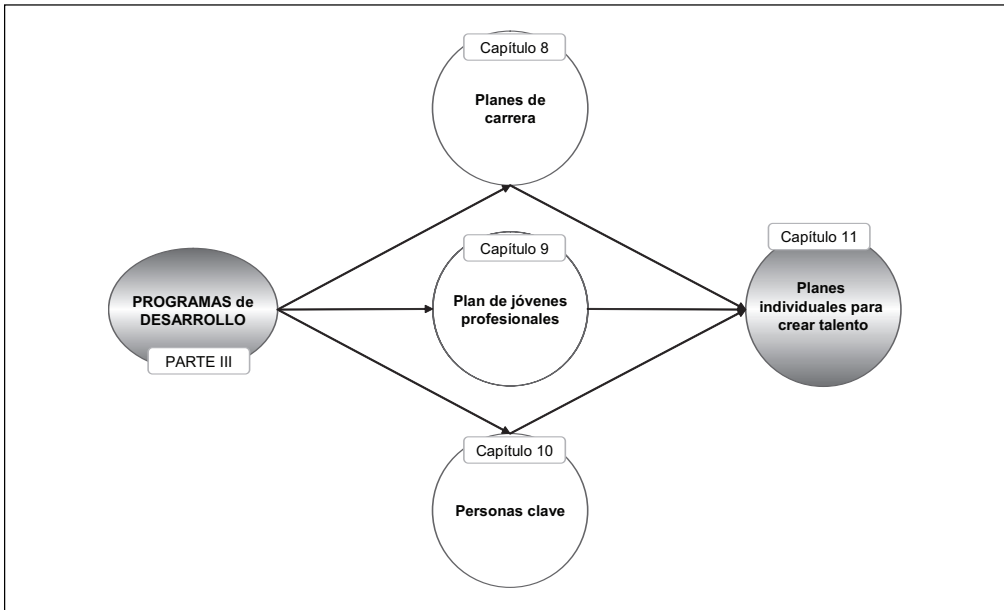 Capítulo 8
Planes de
carrera
PROGRAMAS de
DESARROLLO
PARTE III
Capítulo 9
Plan de jóvenes
profesionales
Capítulo 11
Planes
individuales para
crear talento
Capítulo 10
Personas clave